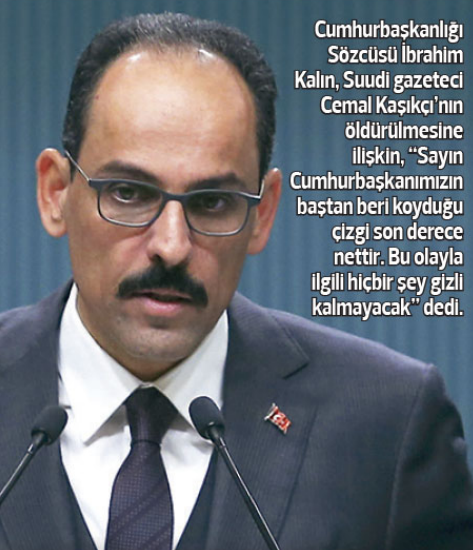 Cumhurbaşkanlığı
Sözcüsü İbrahim
Kalın, Suudi gazeteci
Cemal Kaşıkçı'nın
öldürülmesine
ilişkin, “Sayın
Cumhurbaşkanımızın
baştan beri koyduğu
çizgi son derece
nettir. Bu olayla
ilgili hiçbir şey gizli
kalmayacak” dedi.